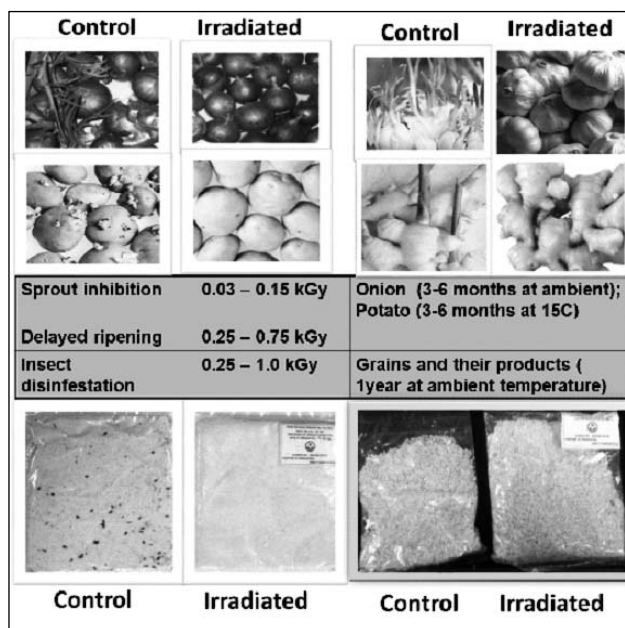 Control
Irradiated
Control
Irradiated
Sprout inhibition
0.03 – 0.15 kGy
Onion (3-6 months at ambient);
Potato (3-6 months at 15C)
Delayed ripening
0.25 – 0.75 kGy
Insect
disinfestation
0.25 – 1.0 kGy
Grains and their products (
1year at ambient temperature)
Control
Irradiated
Control
Irradiated